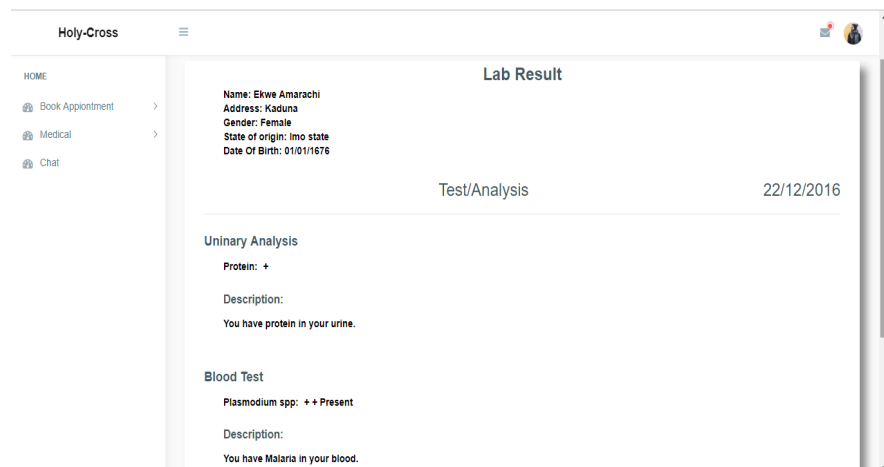 Holy-Cross
HOME
Book Appiontment
Medical
Chat
Lab Result
Name: Ekwe Amarachi
Address: Kaduna
Gender: Female
State of origin: Imo state
Date Of Birth: 01/01/1676
Test/Analysis 22/12/2016
Uninary Analysis
Protein: +
Description:
You have protein in your urine.
Blood Test
Plasmodium spp: + + Present
Description:
You have Malaria in your blood.